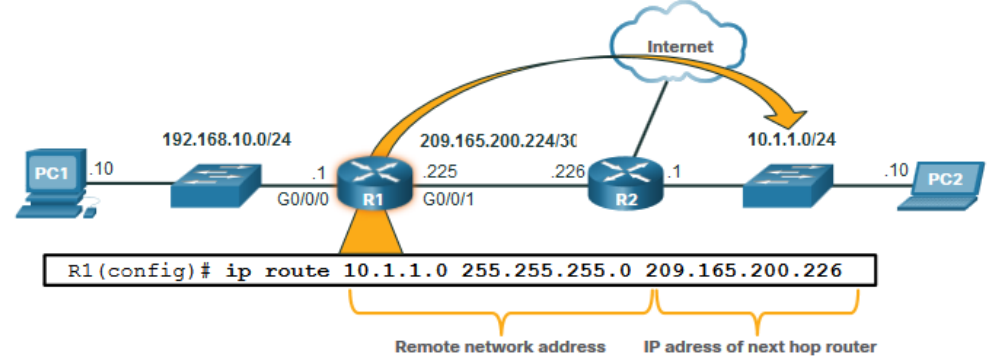 Internet
192.168.10.0/24
209.165.200.224/30
10.1.1.0/24
PC1
.10
.1
R1
.225
.226
R2
.1
.10
PC2
G0/0/0
G0/0/1
R1(config)# ip route 10.1.1.0 255.255.255.0 209.165.200.226
Remote network address
IP adress of next hop router